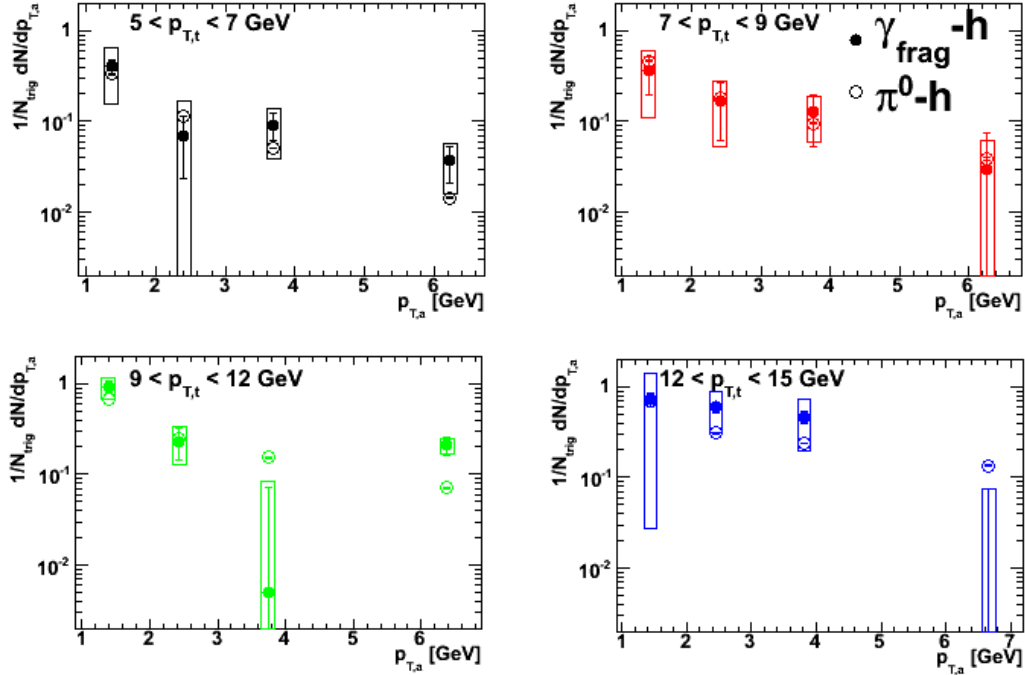 5 < p_T,t < 7 GeV
1/N_trig dN/dp_T,a
1
10^-1
10^-2
1 2 3 4 5 6
p_T,a [GeV]
7 < p_T,t < 9 GeV
γ_frag -h
π^0-h
1/N_trig dN/dp_T,a
1
10^-1
10^-2
1 2 3 4 5 6
p_T,a [GeV]
9 < p_T,t < 12 GeV
1/N_trig dN/dp_T,a
1
10^-1
10^-2
1 2 3 4 5 6
p_T,a [GeV]
12 < p_T,t < 15 GeV
1/N_trig dN/dp_T,a
1
10^-1
10^-2
1 2 3 4 5 6 7
p_T,a [GeV]